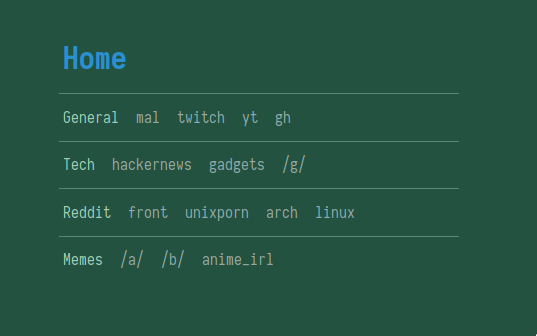 Home
General mal twitch yt gh
Tech hackernews gadgets /g/
Reddit front unixporn arch linux
Memes /a/ /b/ anime_irl